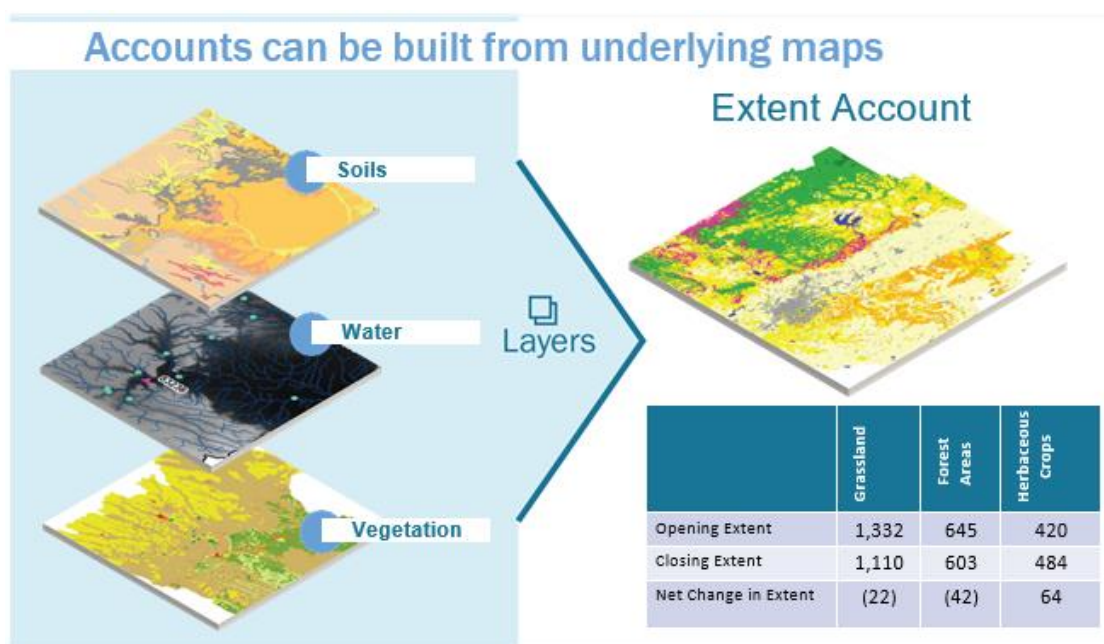 Accounts can be built from underlying maps
Soils
Water
Vegetation
Layers
Extent Account
Grassland
Forest
Areas
Herbaceous
Crops
Opening Extent 1,332 645 420
Closing Extent 1,110 603 484
Net Change in Extent (22) (42) 64